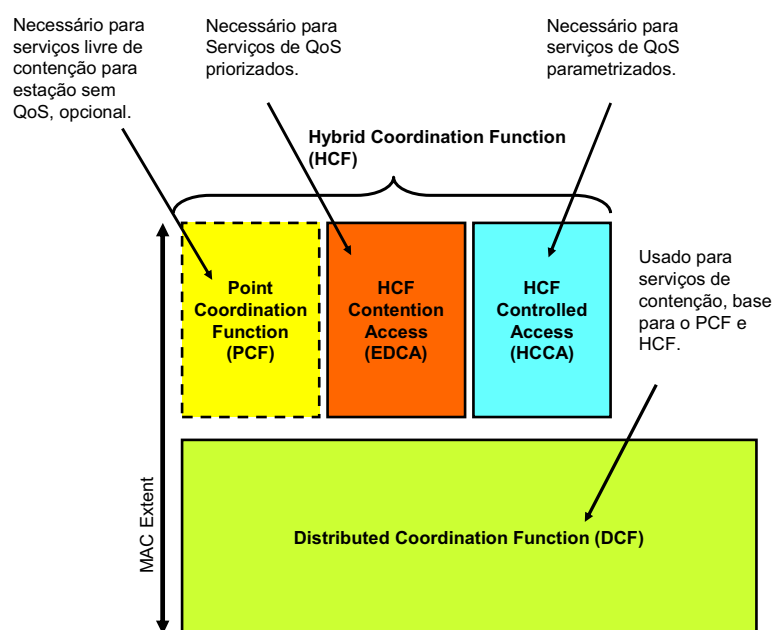 Necessário para
serviços livre de
contenção para
estação sem
QoS, opcional.
Necessário para
Serviços de QoS
priorizados.
Necessário para
serviços de QoS
parametrizados.
Hybrid Coordination Function
(HCF)
Point
Coordination
Function
(PCF)
HCF
Contention
Access
(EDCA)
HCF
Controlled
Access
(HCCA)
Usado para
serviços de
contenção, base
para o PCF e
HCF.
MAC Extent
Distributed Coordination Function (DCF)